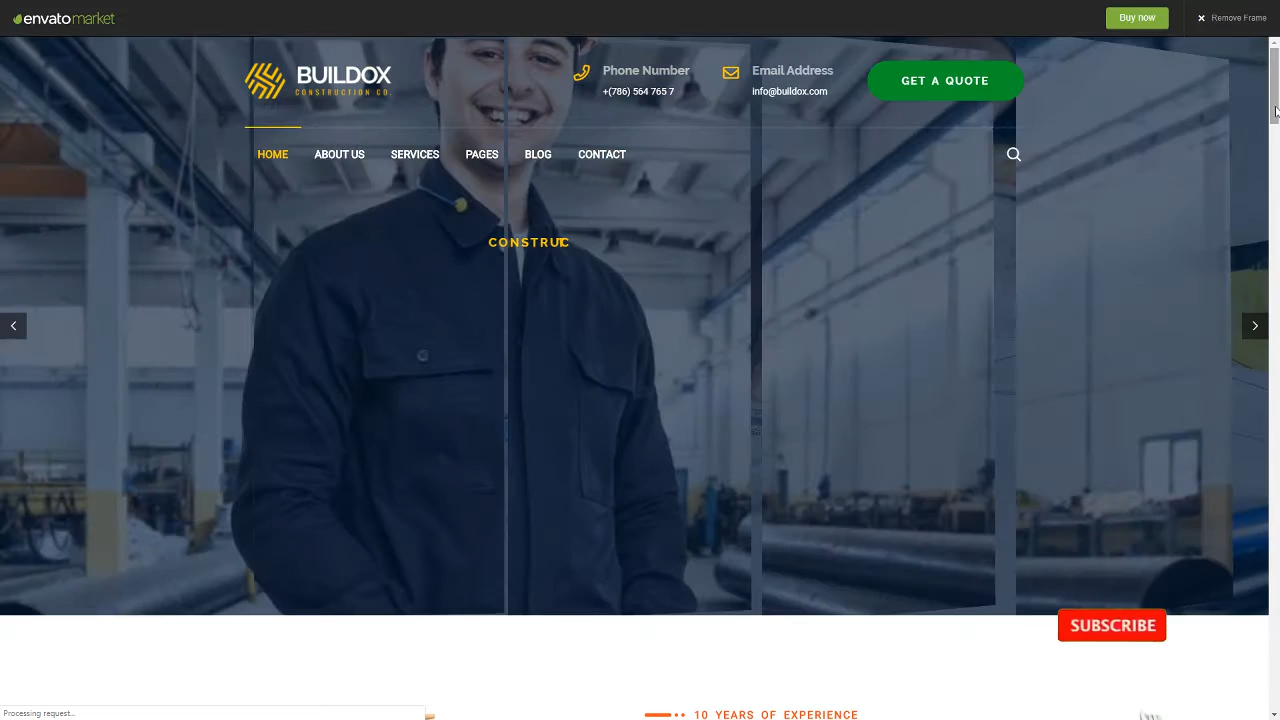 envatomarket
Buy now
Remove Frame
BUILDOX
CONSTRUCTION CO.
Phone Number
+(786) 564 765 7
Email Address
info@buildox.com
GET A QUOTE
HOME
ABOUT US
SERVICES
PAGES
BLOG
CONTACT
CONSTRUC
SUBSCRIBE
Processing request...
10 YEARS OF EXPERIENCE